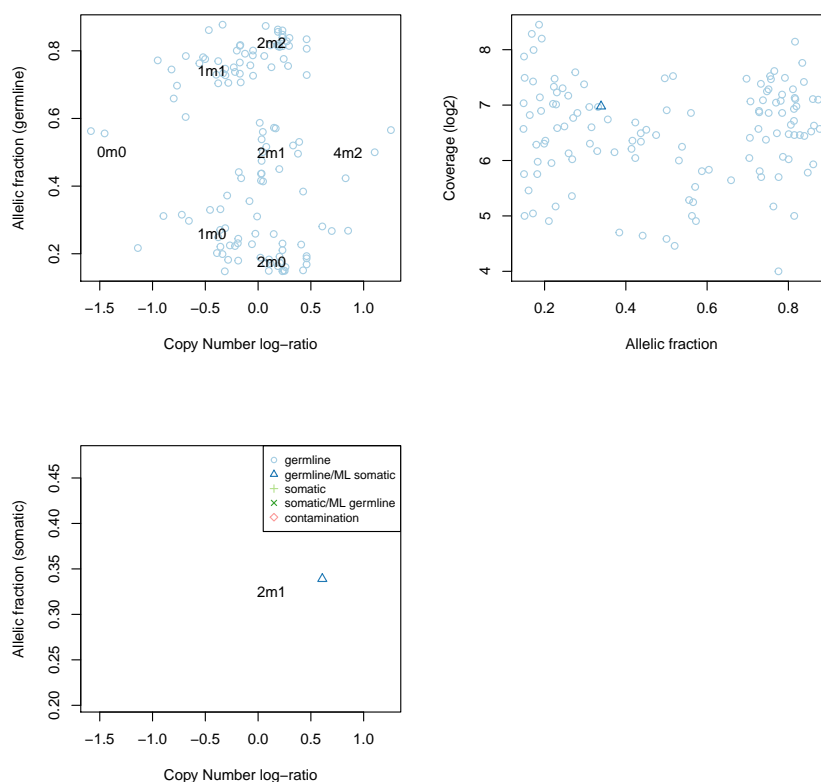 Allelic fraction (germline)
0.8
0.6
0.4
0.2
2m2
1m1
0m0
2m1
4m2
1m0
2m0
−1.5 −1.0 −0.5 0.0 0.5 1.0
Copy Number log−ratio
Coverage (log2)
8
7
6
5
4
0.2 0.4 0.6 0.8
Allelic fraction
Allelic fraction (somatic)
0.45
0.40
0.35
0.30
0.25
0.20
germline
germline/ML somatic
somatic
somatic/ML germline
contamination
2m1
−1.5 −1.0 −0.5 0.0 0.5 1.0
Copy Number log−ratio